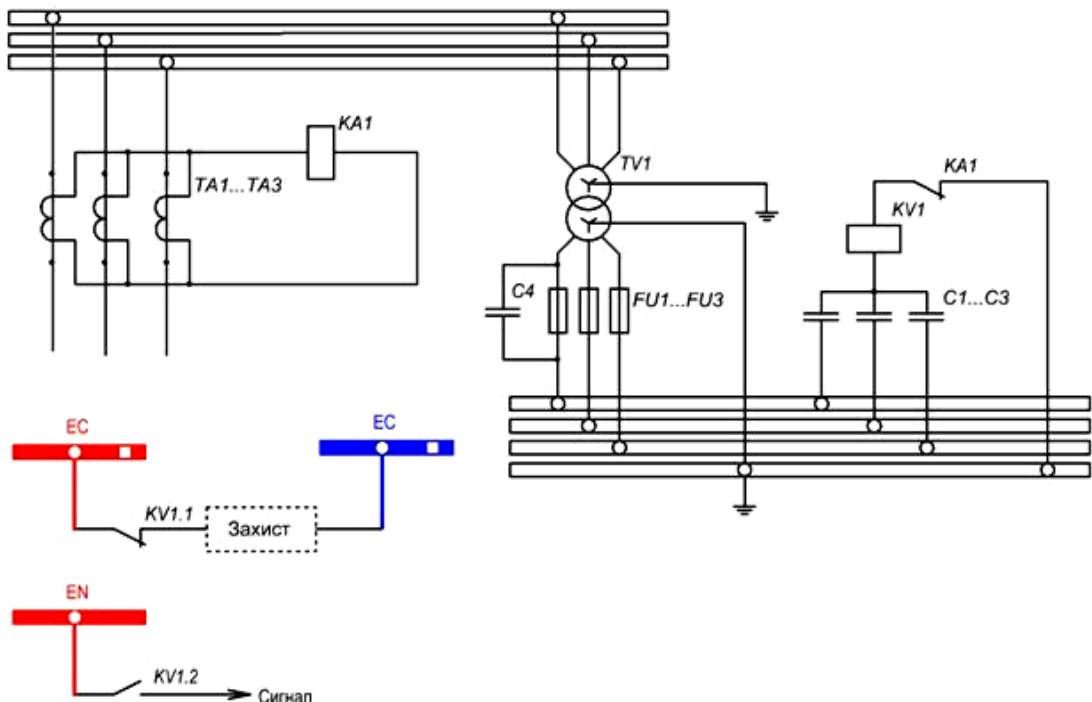 KA1
TA1...TA3
TV1
KA1
KV1
C4
FU1...FU3
C1...C3
EC
EC
KV1.1
Захист
EN
KV1.2
Сигнал